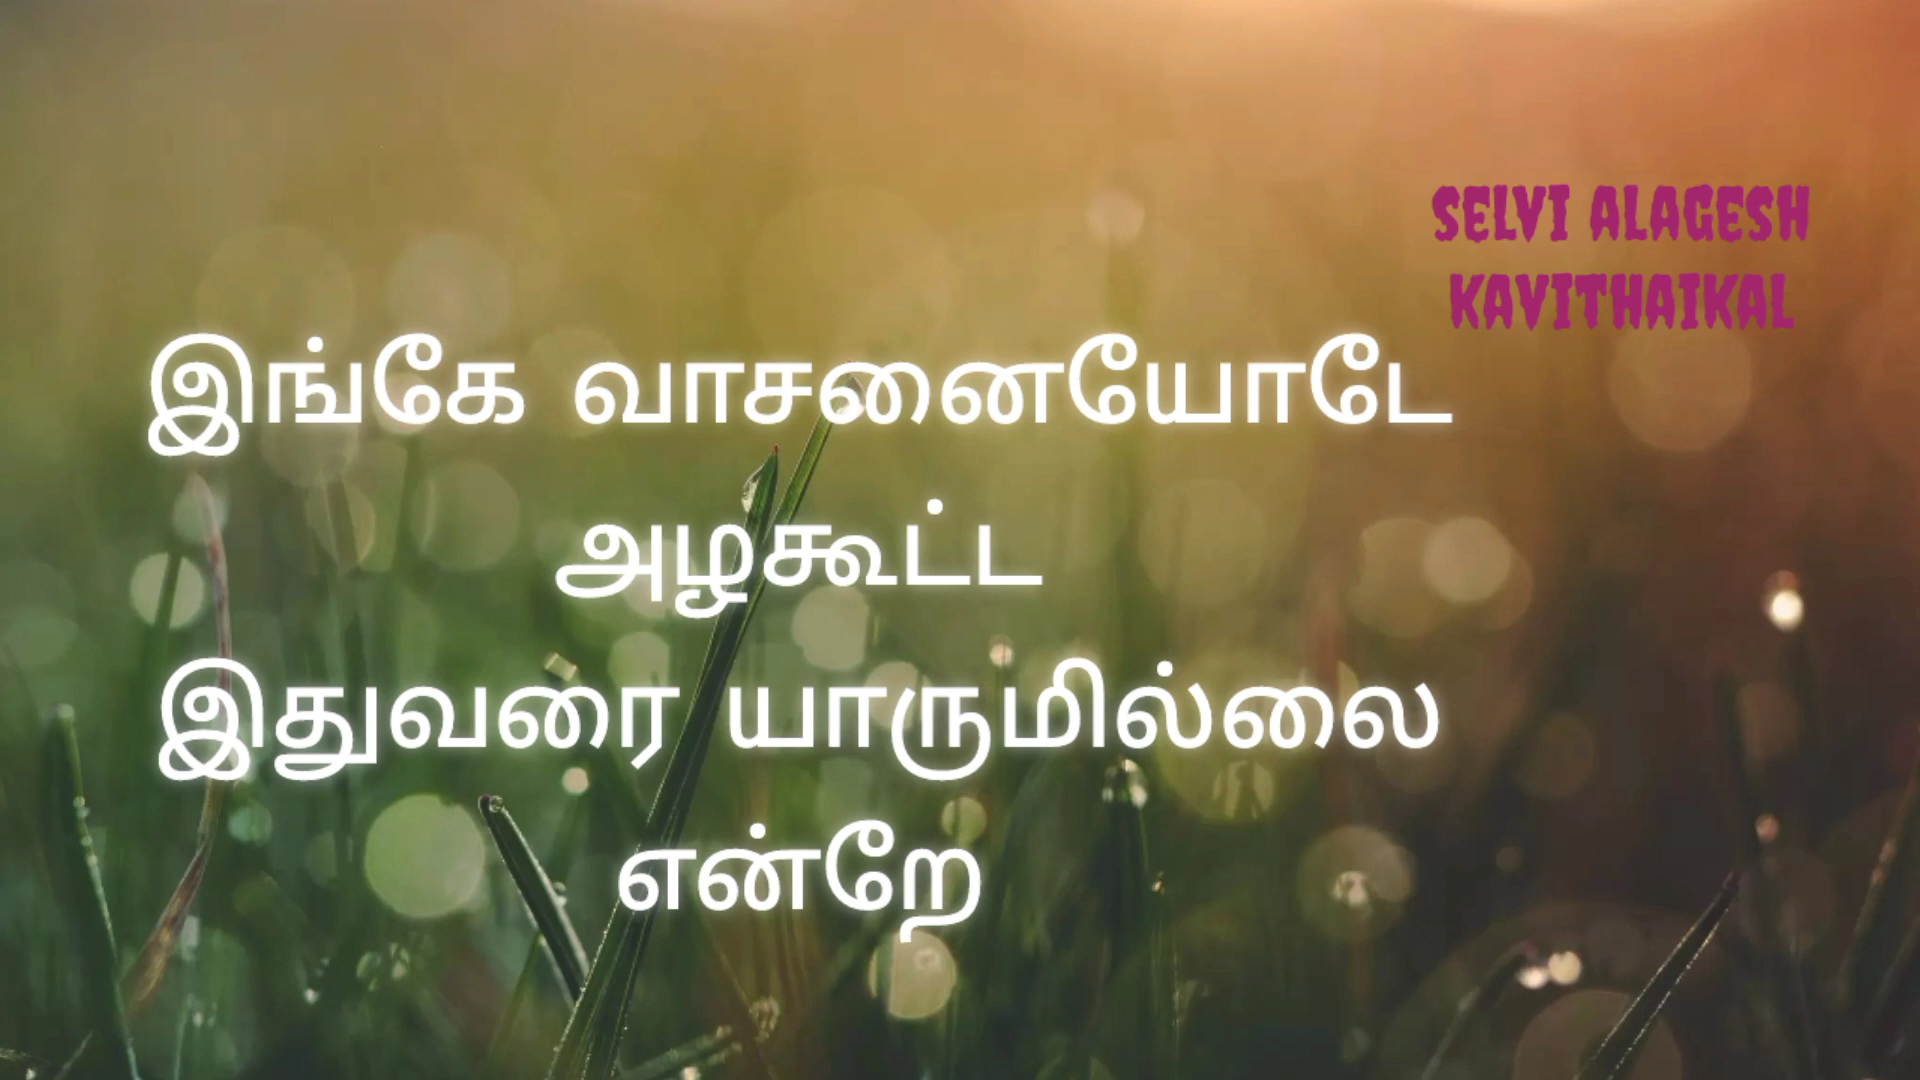 SELVI ALAGESH
KAVITHAIKAL
இங்கே வாசனையோடே
அழகூட்ட
இதுவரை யாருமில்லை
என்றே